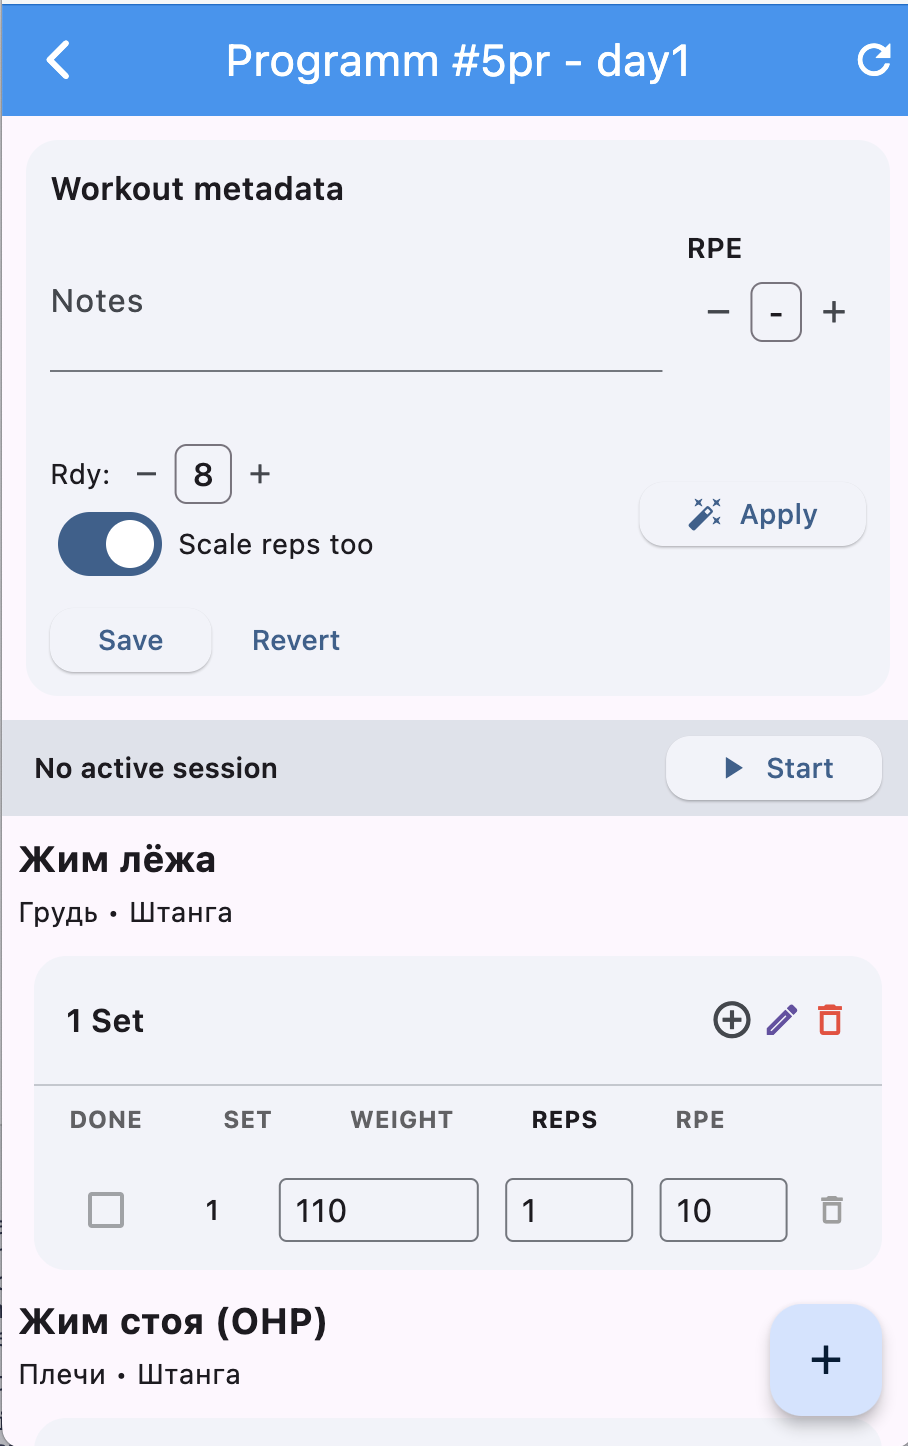 Programm #5pr - day1
Workout metadata
RPE
Notes
-
Rdy: 8
Scale reps too
Apply
Save Revert
No active session Start
Жим лёжа
Грудь • Штанга
1 Set
DONE SET WEIGHT REPS RPE
1 110 1 10
Жим стоя (OHP)
Плечи • Штанга